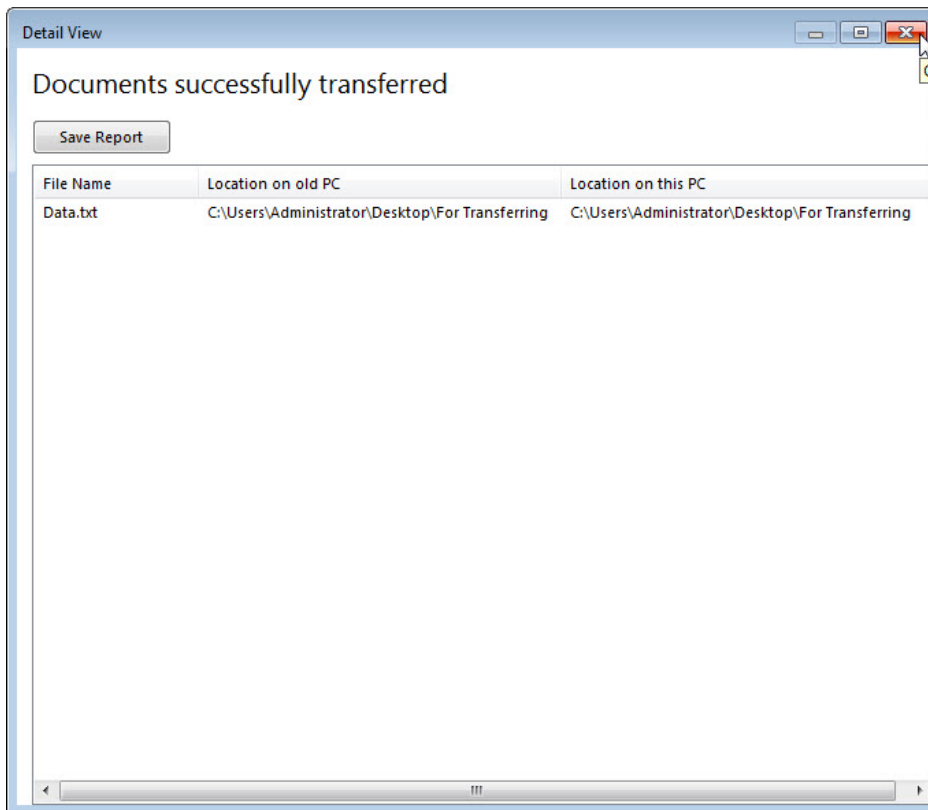 Detail View
Documents successfully transferred
Save Report
File Name Location on old PC Location on this PC
Data.txt C:\Users\Administrator\Desktop\For Transferring C:\Users\Administrator\Desktop\For Transferring